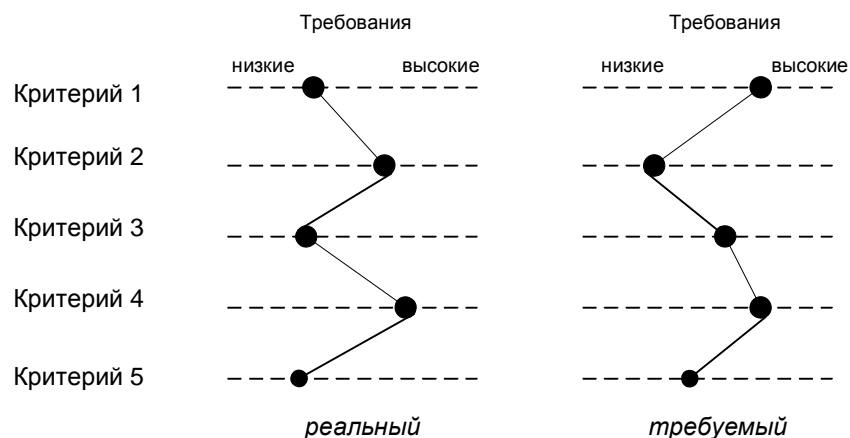 Требования Требования
низкие высокие низкие высокие
Критерий 1
Критерий 2
Критерий 3
Критерий 4
Критерий 5
реальный требуемый